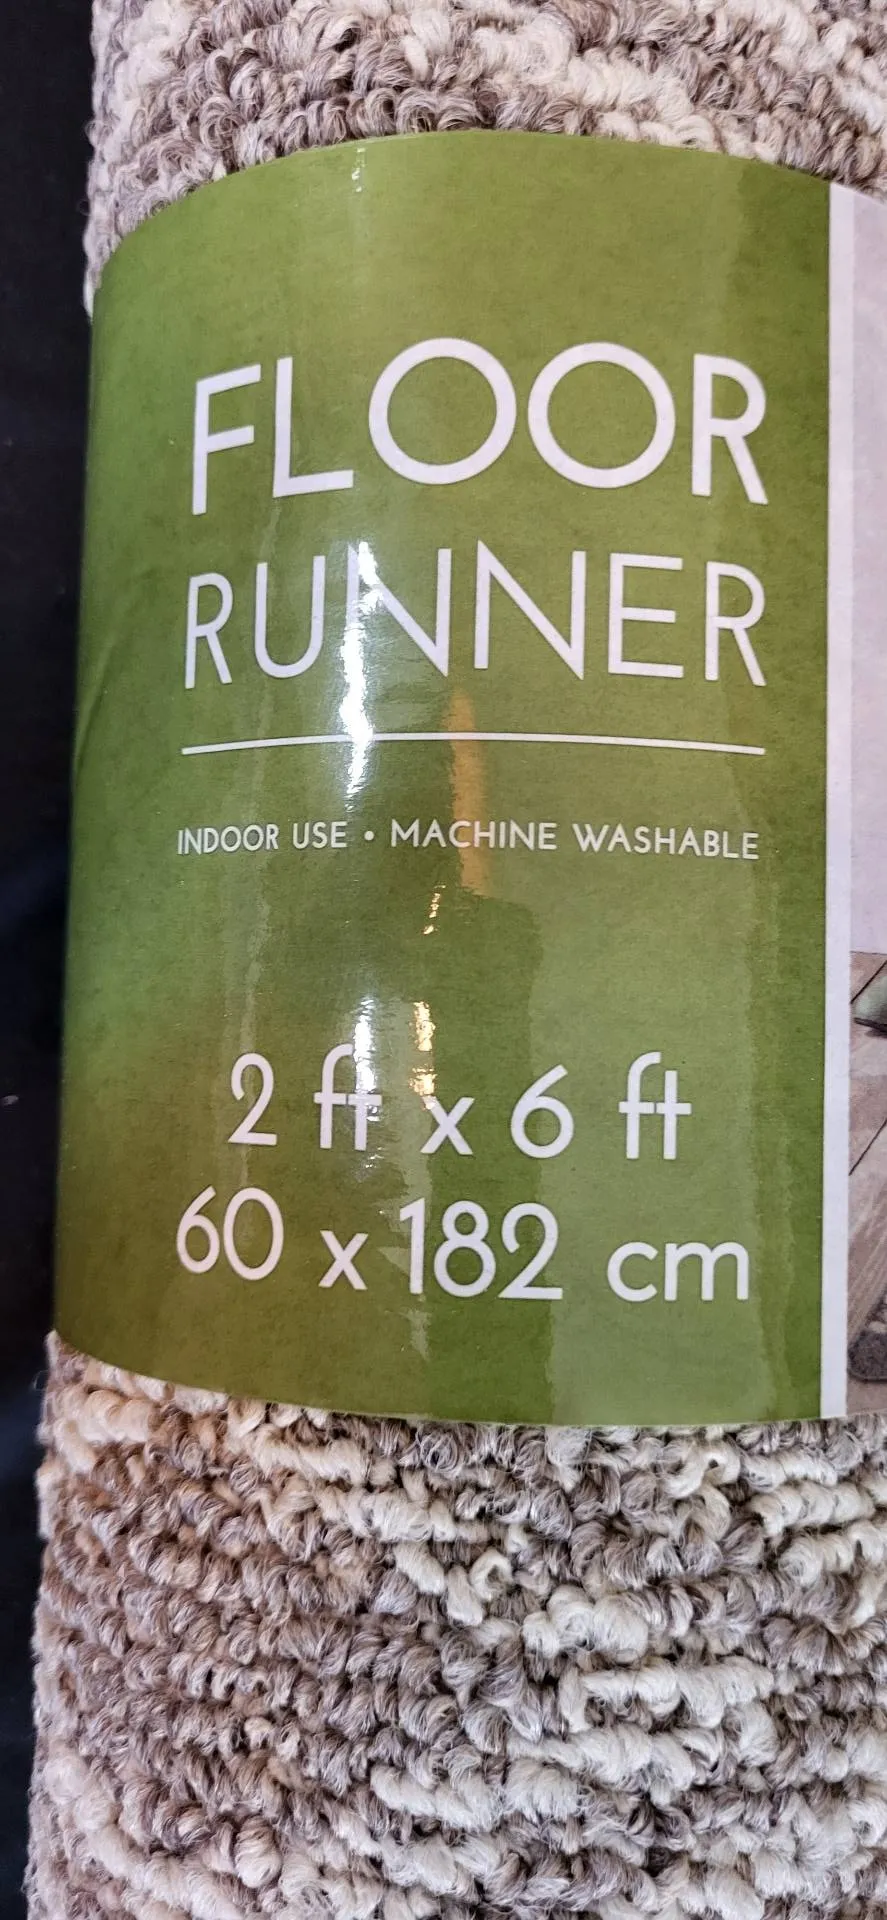 FLOOR
RUNNER
INDOOR USE • MACHINE WASHABLE
2 ft x 6 ft
60 x 182 cm